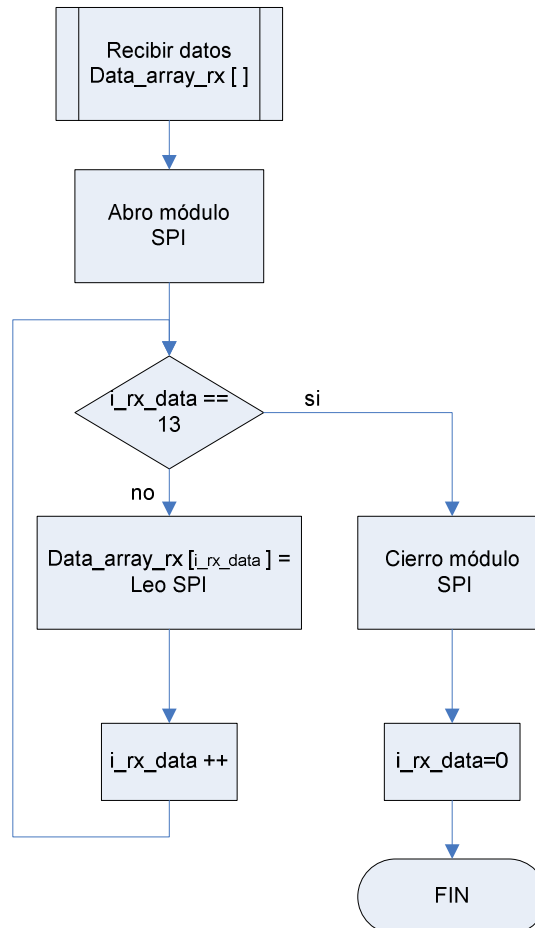 Recibir datos
Data_array_rx [ ]
Abro módulo
SPI
i_rx_data ==
13
si
no
Data_array_rx [i_rx_data ] =
Leo SPI
Cierro módulo
SPI
i_rx_data ++
i_rx_data=0
FIN